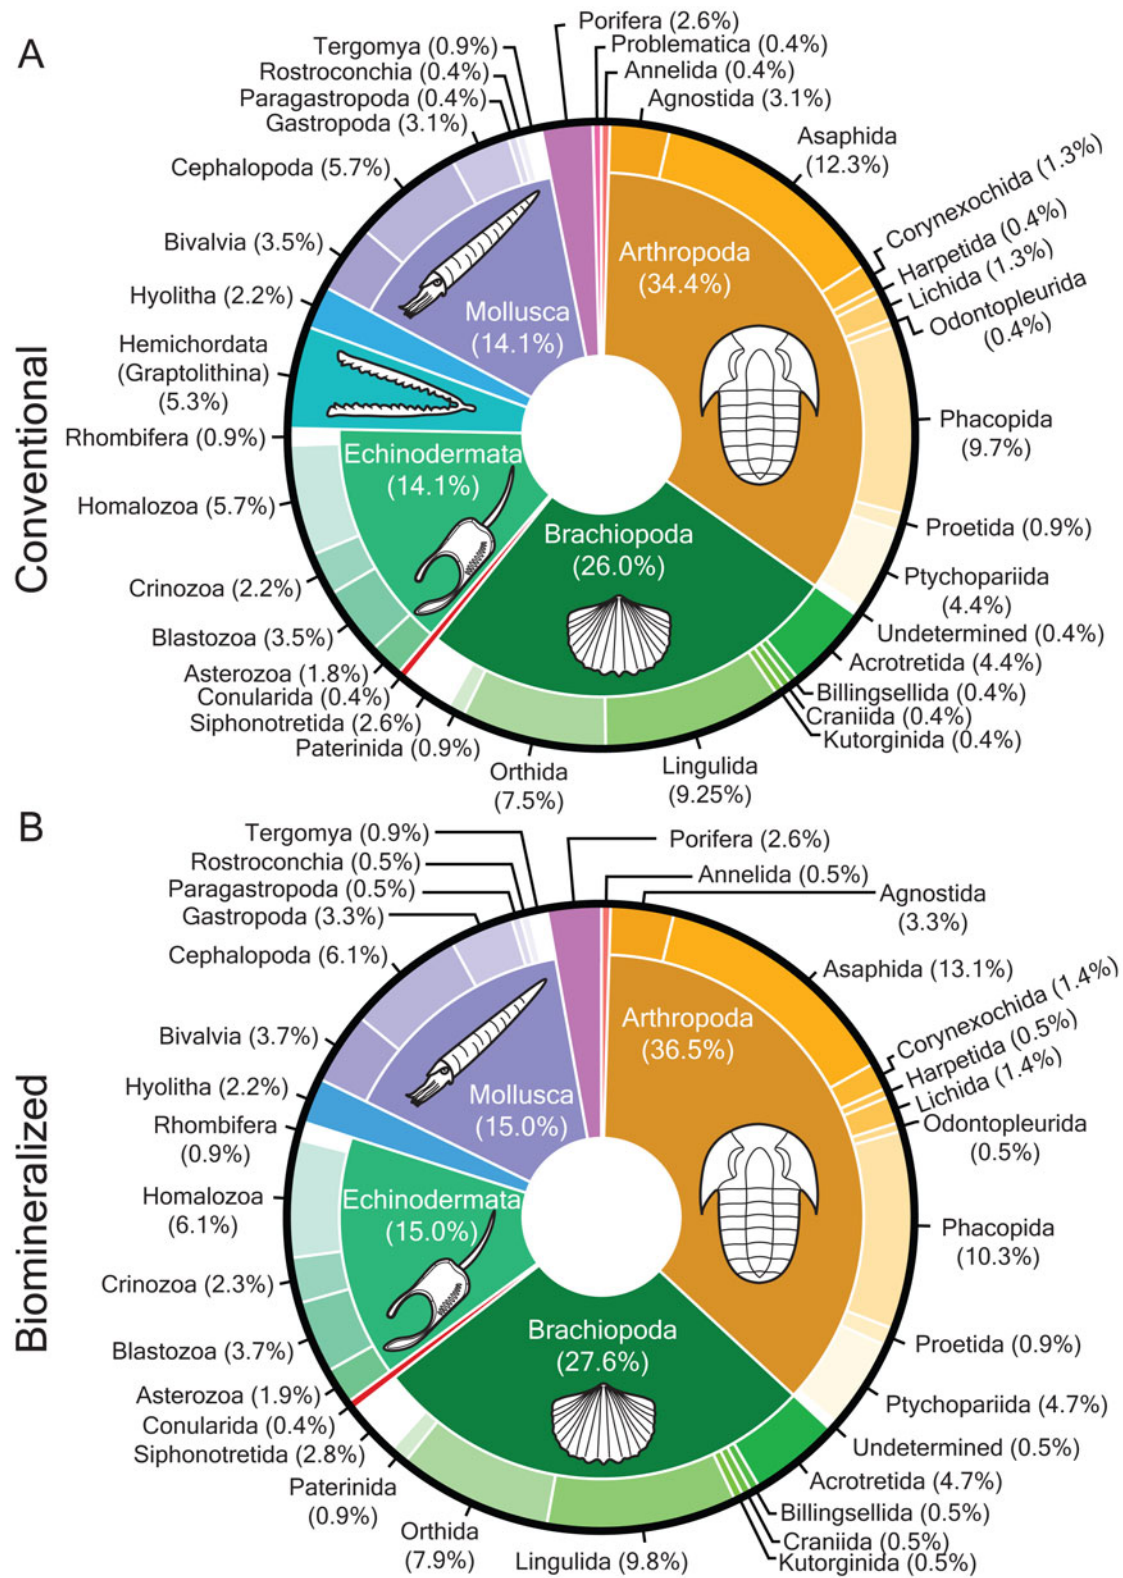 A
Porifera (2.6%)
Tergomya (0.9%)
Problematica (0.4%)
Rostroconchia (0.4%)
Annelida (0.4%)
Paragastropoda (0.4%)
Agnostida (3.1%)
Gastropoda (3.1%)
Asaphida
(12.3%)
Cephalopoda (5.7%)
Corynexochida (1.3%)
Bivalvia (3.5%)
Harpetida (0.4%)
Hyolitha (2.2%)
Lichida (1.3%)
Odontopleurida
(0.4%)
Arthropoda
(34.4%)
Mollusca
(14.1%)
Hemichordata
(Graptolithina)
(5.3%)
Conventional
Phacopida
(9.7%)
Rhombifera (0.9%)
Echinodermata
(14.1%)
Homalozoa (5.7%)
Brachiopoda
(26.0%)
Proetida (0.9%)
Crinozoa (2.2%)
Ptychopariida
(4.4%)
Blastozoa (3.5%)
Undetermined (0.4%)
Asterozoa (1.8%)
Acrotretida (4.4%)
Conularida (0.4%)
Billingsellida (0.4%)
Siphonotretida (2.6%)
Craniida (0.4%)
Paterinida (0.9%)
Kutorginida (0.4%)
Orthida
(7.5%)
Lingulida
(9.25%)
B
Tergomya (0.9%)
Porifera (2.6%)
Rostroconchia (0.5%)
Annelida (0.5%)
Paragastropoda (0.5%)
Agnostida
(3.3%)
Gastropoda (3.3%)
Cephalopoda (6.1%)
Asaphida (13.1%)
Bivalvia (3.7%)
Corynexochida (1.4%)
Harpetida (0.5%)
Lichida (1.4%)
Hyolitha (2.2%)
Odontopleurida
(0.5%)
Arthropoda
(36.5%)
Mollusca
(15.0%)
Rhombifera
(0.9%)
Biomineralized
Homalozoa
(6.1%)
Echinodermata
(15.0%)
Phacopida
(10.3%)
Crinozoa (2.3%)
Brachiopoda
(27.6%)
Proetida (0.9%)
Blastozoa (3.7%)
Asterozoa (1.9%)
Ptychopariida (4.7%)
Conularida (0.4%)
Undetermined (0.5%)
Siphonotretida (2.8%)
Acrotretida (4.7%)
Paterinida
(0.9%)
Billingsellida (0.5%)
Orthida
(7.9%)
Craniida (0.5%)
Lingulida (9.8%)
Kutorginida (0.5%)